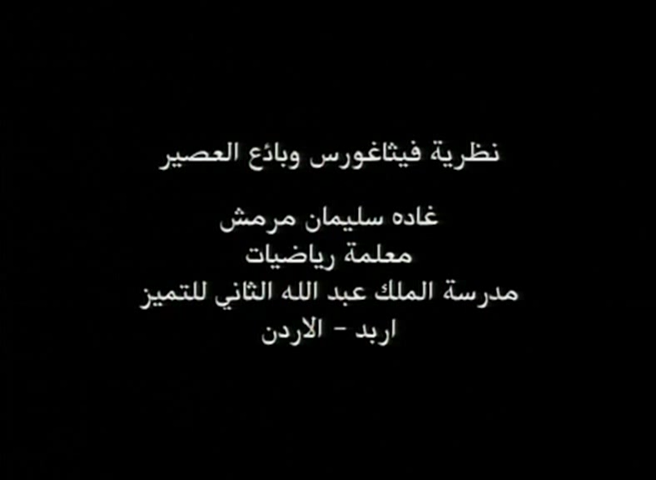 نظرية فيثاغورس وبائع العصير
غاده سليمان مرمش
معلمة رياضيات
مدرسة الملك عبد الله الثاني للتميز
اربد - الاردن